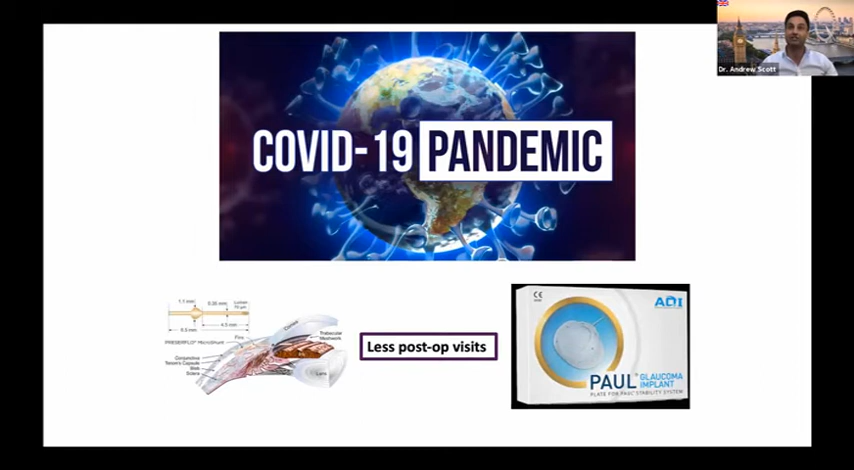 Dr. Andrew Scott
COVID-19 PANDEMIC
1.1 mm
0.35 mm
Lumen
70 μm
4.5 mm
8.5 mm
Fins
PRESERFLO® MicroShunt
Cornea
Trabecular
Meshwork
Conjunctiva
Tenon's Capsule
Sclera
Lens
Less post-op visits
CE
AOI
PAUL® GLAUCOMA
IMPLANT
PLATE FOR PAUL STABILITY SYSTEM